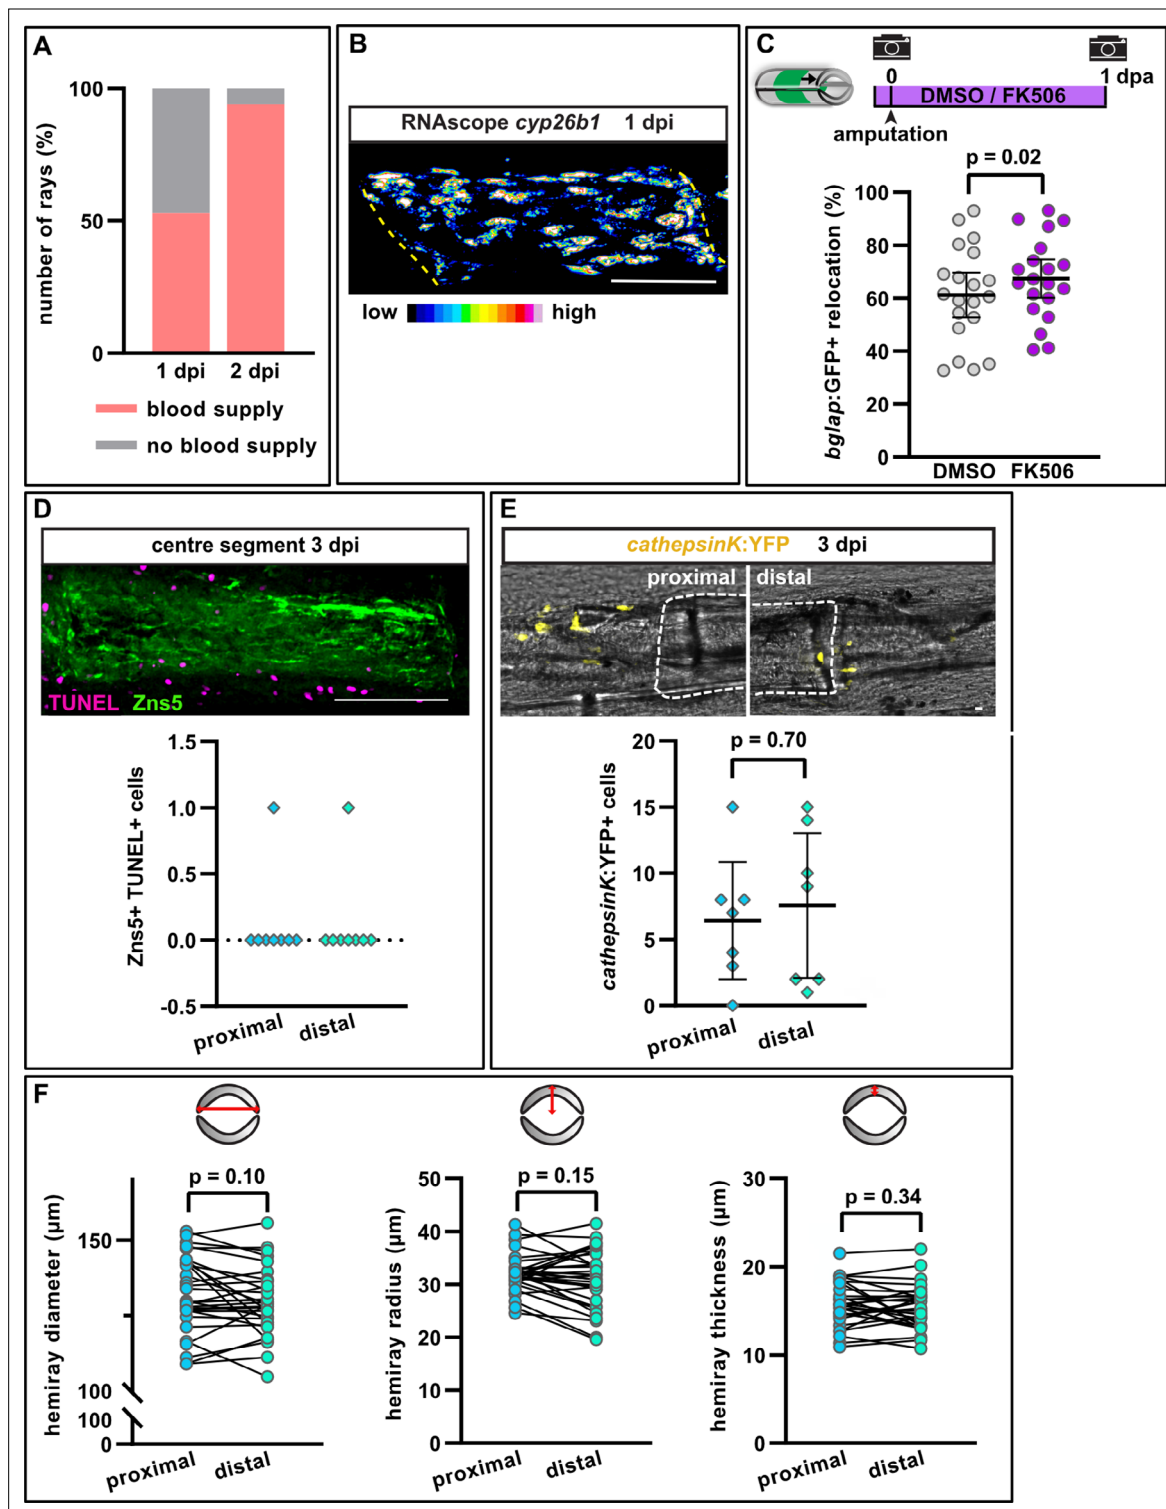 A
100
50
0
number of rays (%)
1 dpi 2 dpi
blood supply
no blood supply
B
RNAscope cyp26b1 1 dpi
low high
C
0
1 dpa
DMSO / FK506
amputation
p = 0.02
100
80
60
40
60
0
bglap:GFP+ relocation (%)
DMSO FK506
D
centre segment 3 dpi
TUNEL Zns5
1.5
1.0
0.5
0.0
-0.5
Zns5+ TUNEL+ cells
proximal distal
E
cathepsinK:YFP 3 dpi
proximal distal
p = 0.70
20
15
10
5
0
cathepsinK:YFP+ cells
proximal distal
F
p = 0.10
150
100
100
0
hemiray diameter (µm)
proximal distal
p = 0.15
50
40
30
20
10
0
hemiray radius (µm)
proximal distal
p = 0.34
30
20
10
0
hemiray thickness (µm)
proximal distal